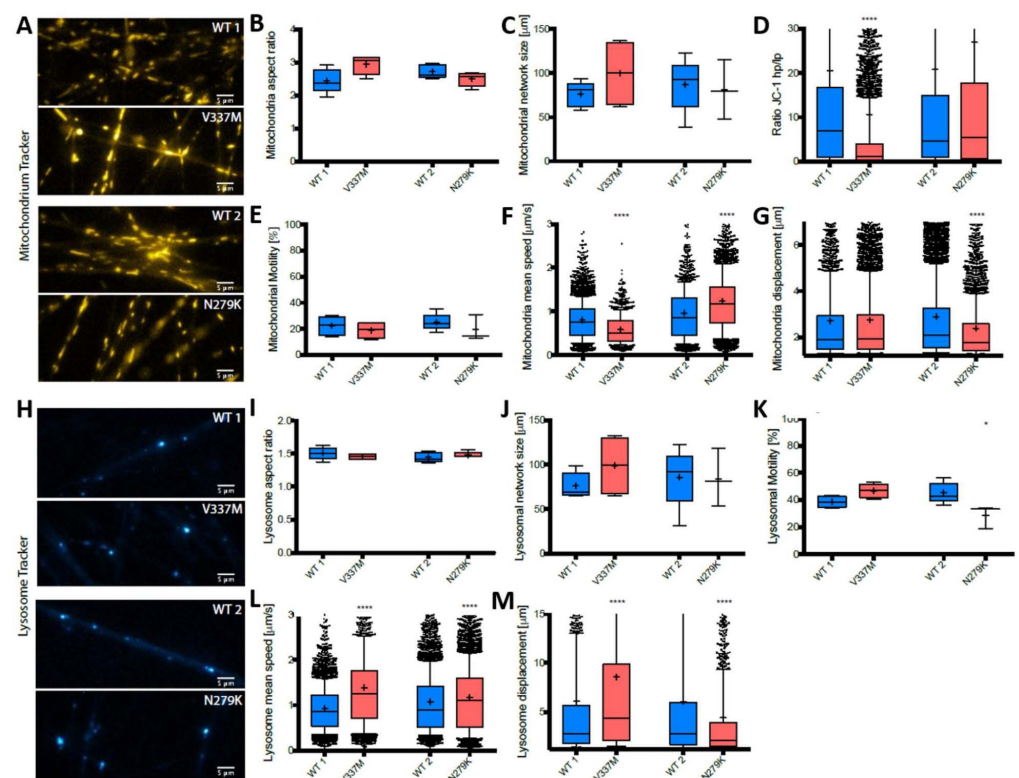 A
Mitochondrium Tracker
WT 1
5 µm
V337M
5 µm
WT 2
5 µm
N279K
5 µm
B
Mitochondria aspect ratio
4
3
2
1
0
WT 1
V337M
WT 2
N279K
C
Mitochondrial network size [µm]
150
100
50
0
WT 1
V337M
WT 2
N279K
D
Ratio JC-1 hp/lp
30
20
10
0
****
WT 1
V337M
WT 2
N279K
E
Mitochondrial Motility [%]
100
80
60
40
20
0
WT 1
V337M
WT 2
N279K
F
Mitochondria mean speed [µm/s]
3
2
1
0
****
****
WT 1
V337M
WT 2
N279K
G
Mitochondria displacement [µm]
6
4
2
****
WT 1
V337M
WT 2
N279K
H
Lysosome Tracker
WT 1
5 µm
V337M
5 µm
WT 2
5 µm
N279K
5 µm
I
Lysosome aspect ratio
2.0
1.5
1.0
0.5
0.0
WT 1
V337M
WT 2
N279K
J
Lysosomal network size [µm]
150
100
50
0
WT 1
V337M
WT 2
N279K
K
Lysosomal Motility [%]
100
80
60
40
20
0
*
WT 1
V337M
WT 2
N279K
L
Lysosome mean speed [µm/s]
3
2
1
0
****
****
WT 1
V337M
WT 2
N279K
M
Lysosome displacement [µm]
15
10
5
****
****
WT 1
V337M
WT 2
N279K